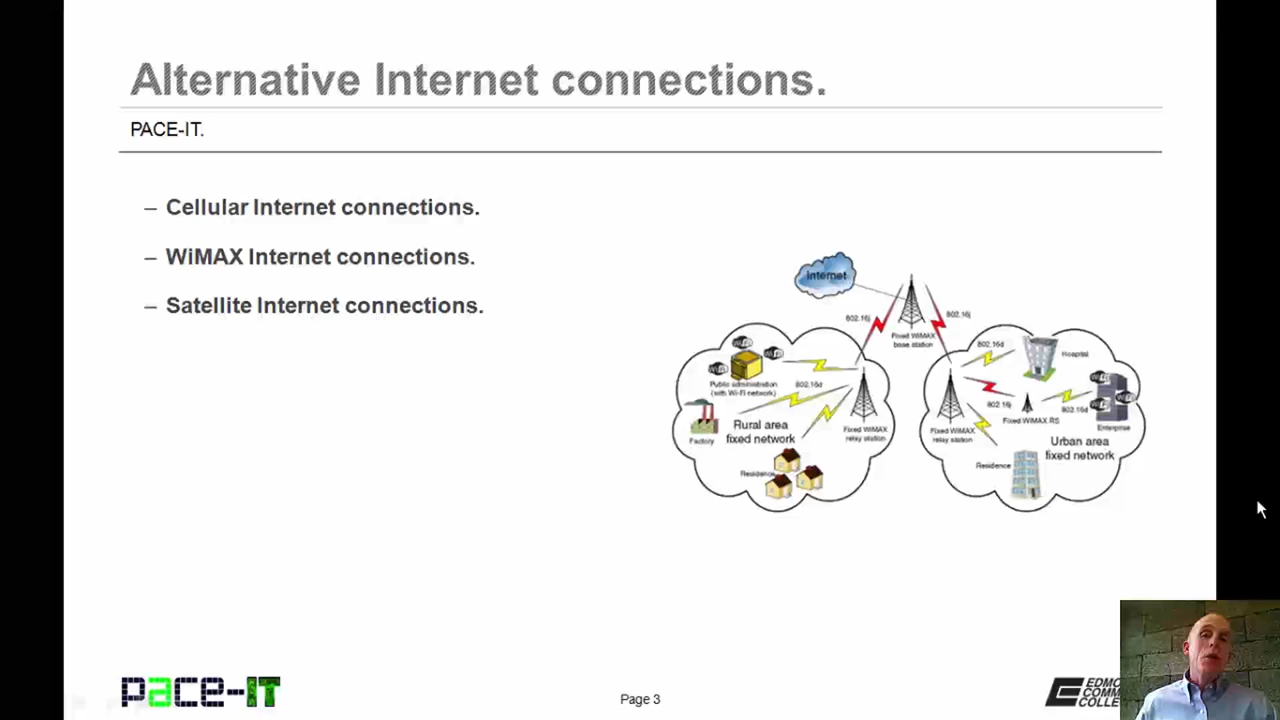 Alternative Internet connections.
PACE-IT.
– Cellular Internet connections.
– WiMAX Internet connections.
– Satellite Internet connections.
Internet
802.16j
802.16j
Fixed WiMAX
base station
802.16d
Hospital
Public administration
(with Wi-Fi network)
802.16d
802.16j
802.16d
Fixed WiMAX RS
Factory
Rural area
fixed network
Fixed WiMAX
relay station
Fixed WiMAX
relay station
Enterprise
Urban area
fixed network
Residence
Residence
pace-IT
Page 3